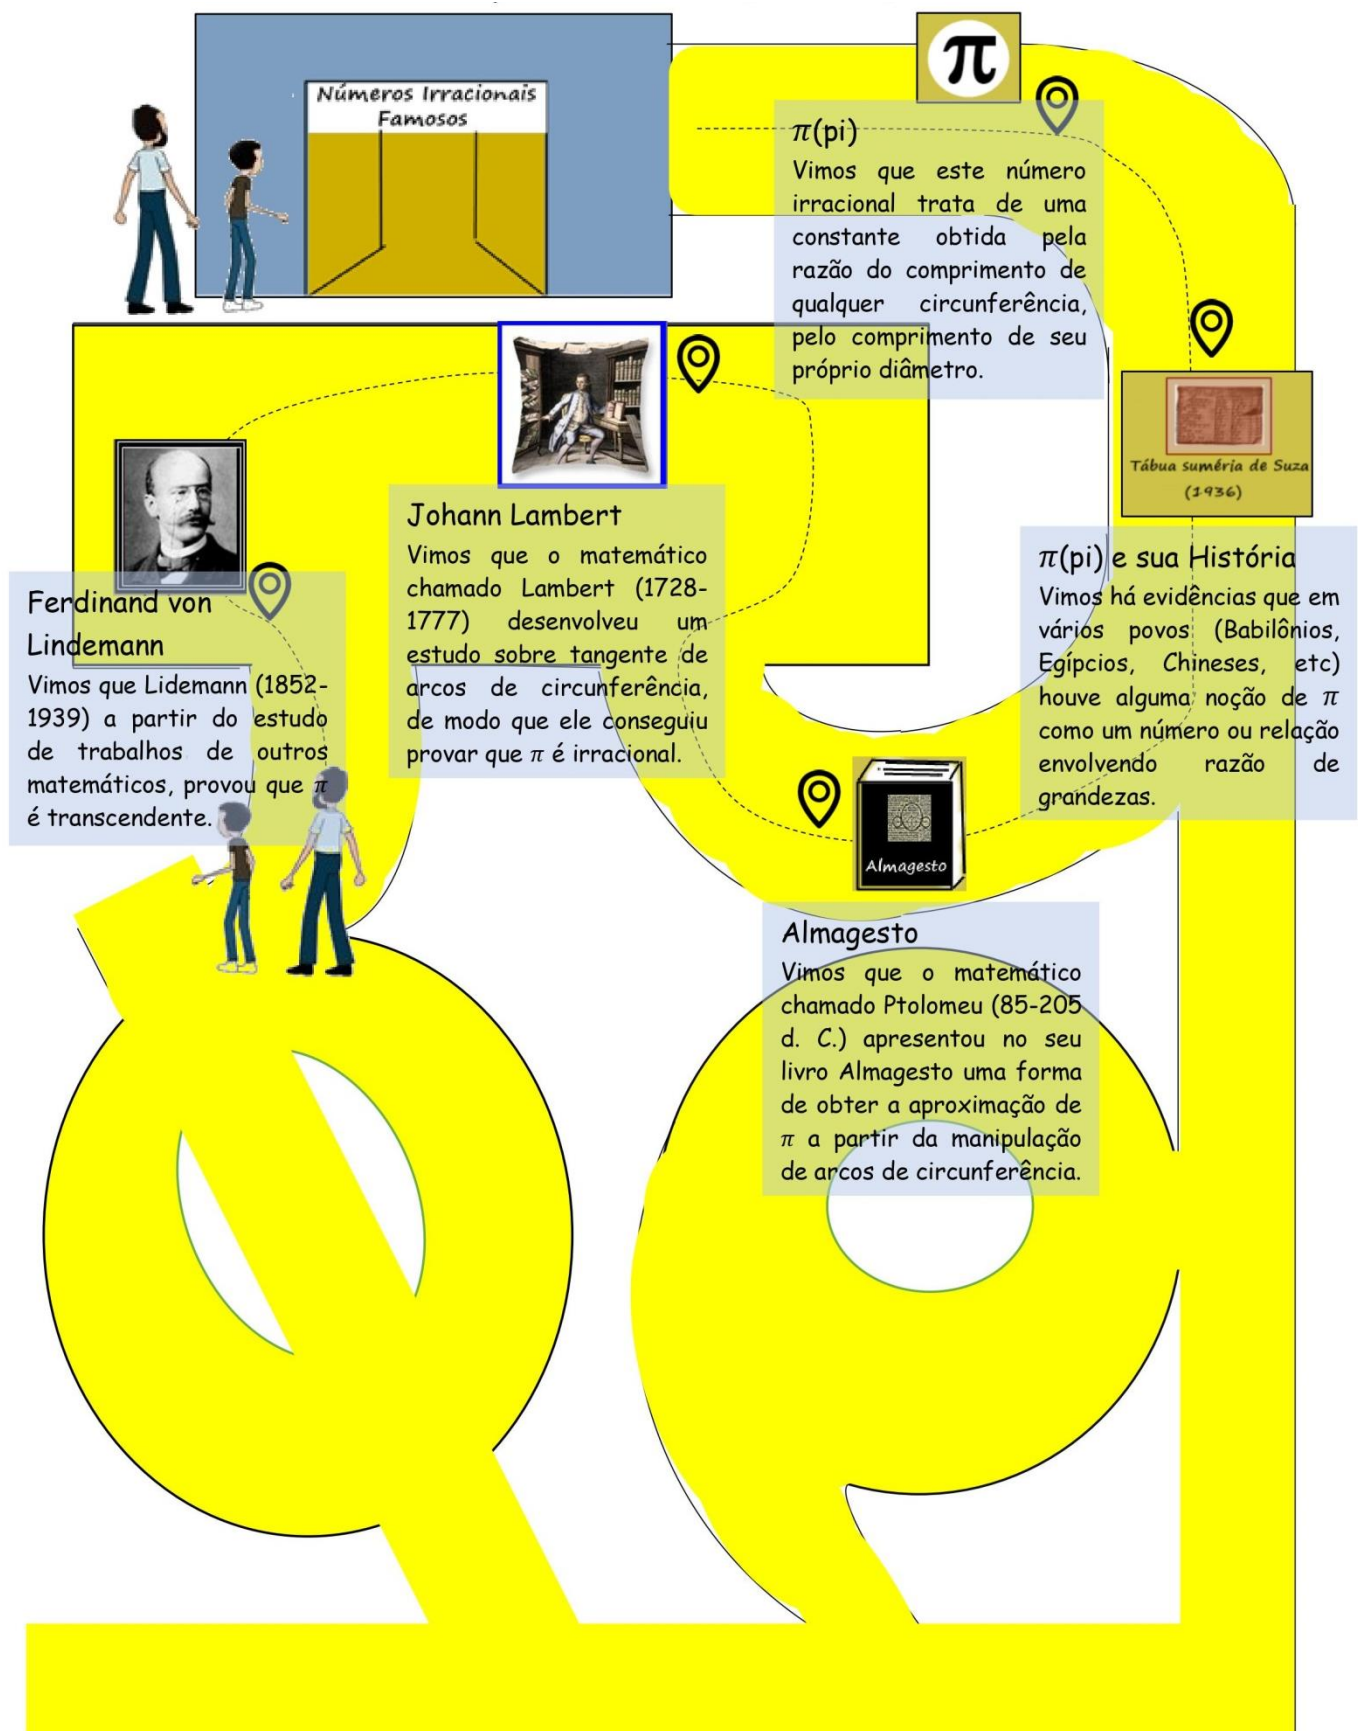 Números Irracionais
Famosos
π
π(pi)
Vimos que este número
irracional trata de uma
constante obtida pela
razão do comprimento de
qualquer circunferência,
pelo comprimento de seu
próprio diâmetro.
Tábua suméria de Suza
(1936)
π(pi) e sua História
Vimos há evidências que em
vários povos (Babilônios,
Egípcios, Chineses, etc)
houve alguma noção de π
como um número ou relação
envolvendo razão de
grandezas.
Almagesto
Almagesto
Vimos que o matemático
chamado Ptolomeu (85-205
d. C.) apresentou no seu
livro Almagesto uma forma
de obter a aproximação de
π a partir da manipulação
de arcos de circunferência.
Johann Lambert
Vimos que o matemático
chamado Lambert (1728-
1777) desenvolveu um
estudo sobre tangente de
arcos de circunferência,
de modo que ele conseguiu
provar que π é irracional.
Ferdinand von
Lindemann
Vimos que Lidemann (1852-
1939) a partir do estudo
de trabalhos de outros
matemáticos, provou que π
é transcendente.